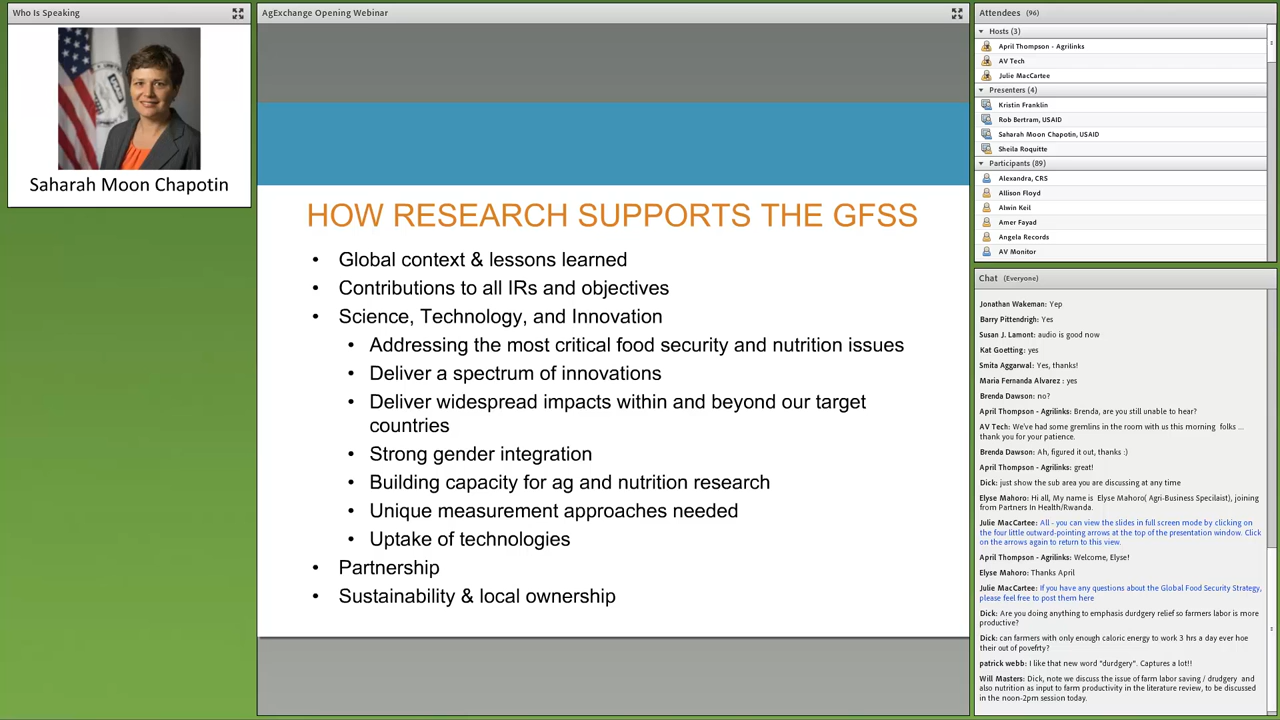 Who Is Speaking
Saharah Moon Chapotin
AgExchange Opening Webinar
HOW RESEARCH SUPPORTS THE GFSS
• Global context & lessons learned
• Contributions to all IRs and objectives
• Science, Technology, and Innovation
• Addressing the most critical food security and nutrition issues
• Deliver a spectrum of innovations
• Deliver widespread impacts within and beyond our target
countries
• Strong gender integration
• Building capacity for ag and nutrition research
• Unique measurement approaches needed
• Uptake of technologies
• Partnership
• Sustainability & local ownership
Attendees (96)
Hosts (3)
April Thompson - Agrilinks
AV Tech
Julie MacCartee
Presenters (4)
Kristin Franklin
Rob Bertram, USAID
Saharah Moon Chapotin, USAID
Sheila Roquitte
Participants (89)
Alexandra, CRS
Allison Floyd
Alwin Keil
Amer Fayad
Angela Records
AV Monitor
Chat (Everyone)
Jonathan Wakeman: Yep
Barry Pittendrigh: Yes
Susan J. Lamont: audio is good now
Kat Goetting: yes
Smita Aggarwal: Yes, thanks!
Maria Fernanda Alvarez : yes
Brenda Dawson: no?
April Thompson - Agrilinks: Brenda, are you still unable to hear?
AV Tech: We've had some gremlins in the room with us this morning folks ...
thank you for your patience.
Brenda Dawson: Ah, figured it out, thanks :)
April Thompson - Agrilinks: great!
Dick: just show the sub area you are discussing at any time
Elyse Mahoro: Hi all, My name is Elyse Mahoro( Agri-Business Specilaist), joining
from Partners In Health/Rwanda.
Julie MacCartee: All - you can view the slides in full screen mode by clicking on
the four little outward-pointing arrows at the top of the presentation window. Click
on the arrows again to return to this view.
April Thompson - Agrilinks: Welcome, Elyse!
Elyse Mahoro: Thanks April
Julie MacCartee: If you have any questions about the Global Food Security Strategy,
please feel free to post them here
Dick: Are you doing anything to emphasis durdgery relief so farmers labor is more
productive?
Dick: can farmers with only enough caloric energy to work 3 hrs a day ever hoe
their out of povefrty?
patrick webb: I like that new word "durdgery". Captures a lot!!
Will Masters: Dick, note we discuss the issue of farm labor saving / drudgery and
also nutrition as input to farm productivity in the literature review, to be discussed
in the noon-2pm session today.